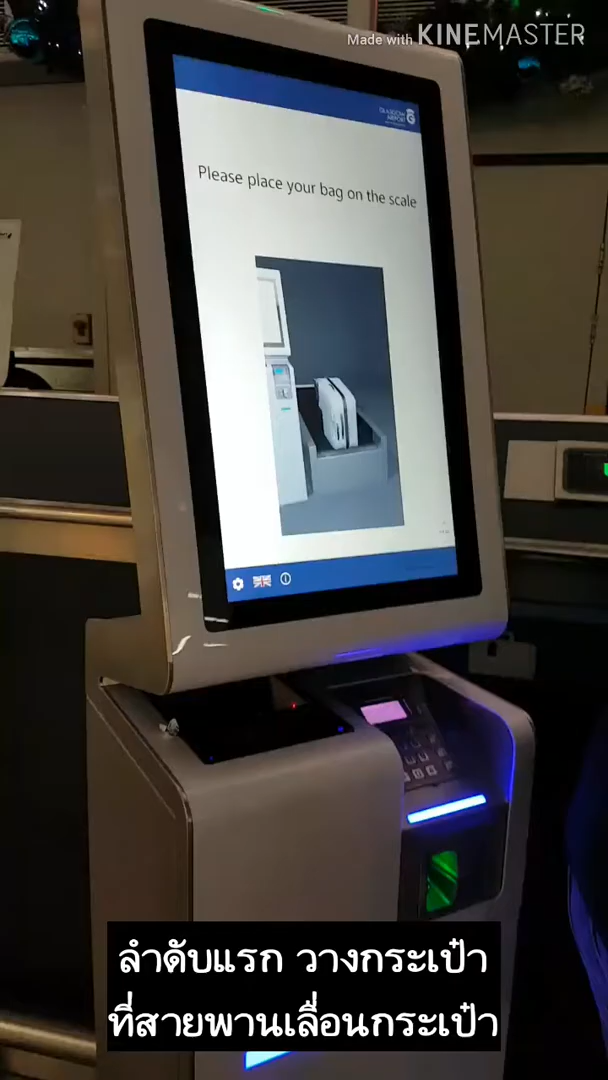 Made with KINEMASTER
GLASGOW
AIRPORT
Please place your bag on the scale
ลำดับแรก วางกระเป๋า
ที่สายพานเลื่อนกระเป๋า